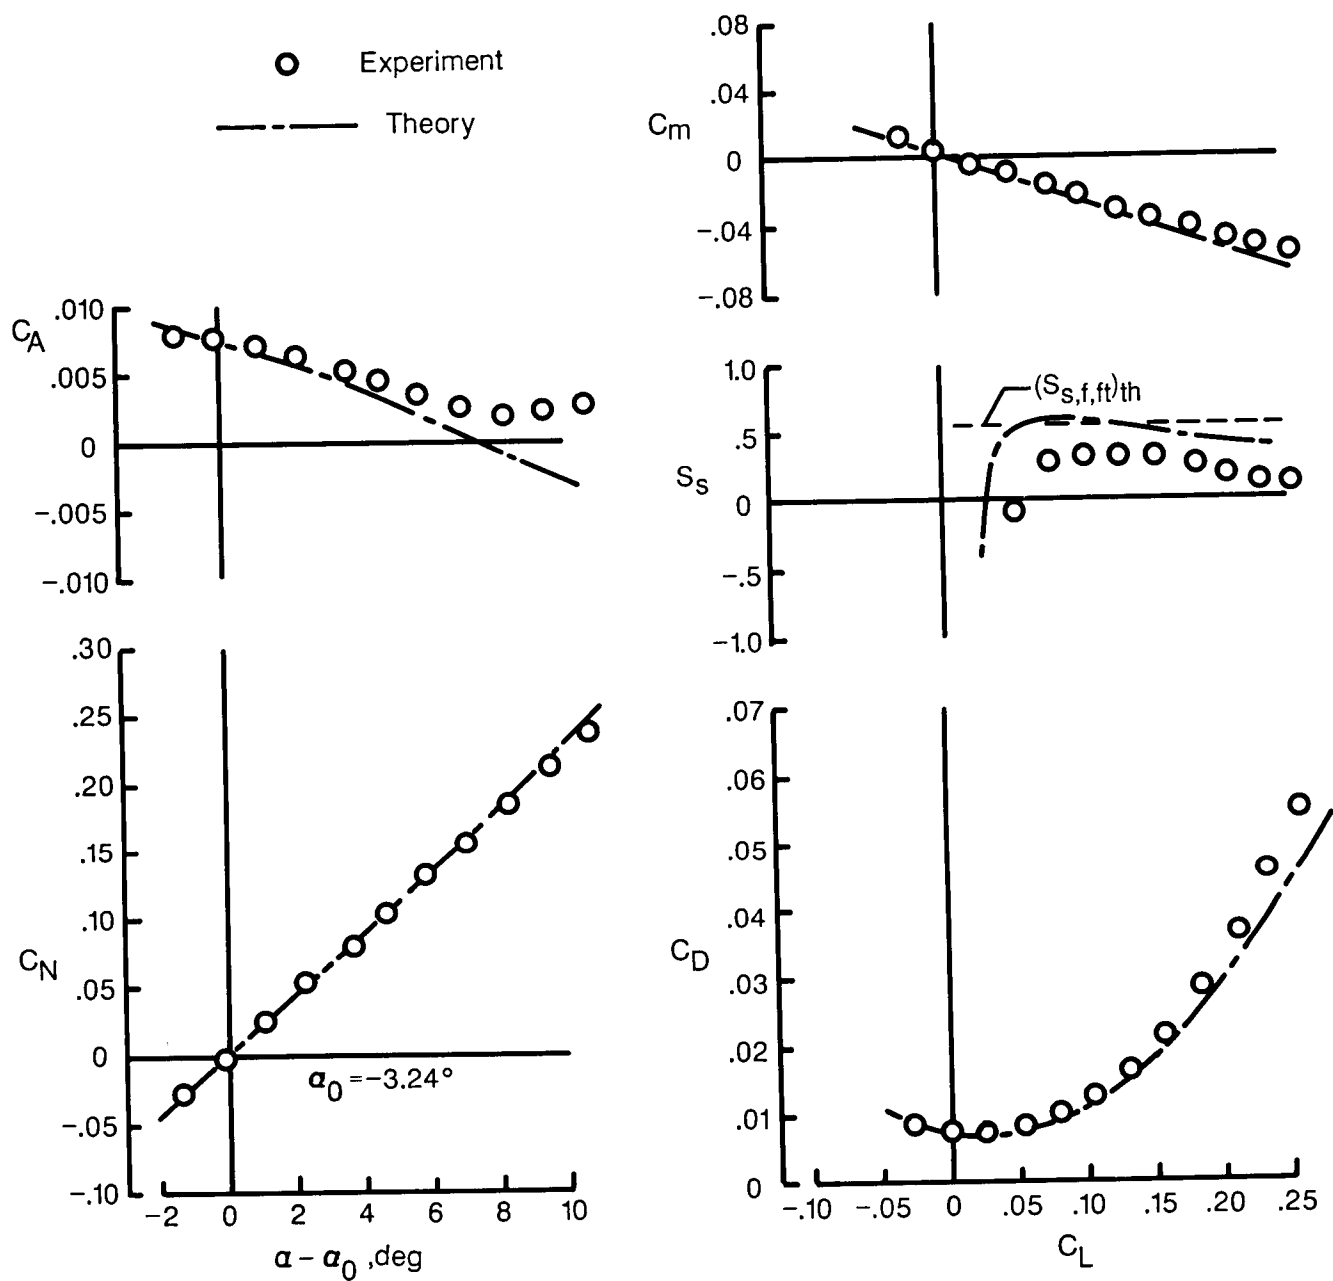 Experiment
Theory
C_A
.010
.005
0
-.005
-.010
C_N
.30
.25
.20
.15
.10
.05
0
-.05
-.10
α_0 = -3.24°
-2 0 2 4 6 8 10
α - α_0 ,deg
C_m
.08
.04
0
-.04
-.08
S_s
1.0
.5
0
-.5
-1.0
(S_s,f,ft)_th
C_D
.07
.06
.05
.04
.03
.02
.01
0
-.10 -.05 0 .05 .10 .15 .20 .25
C_L